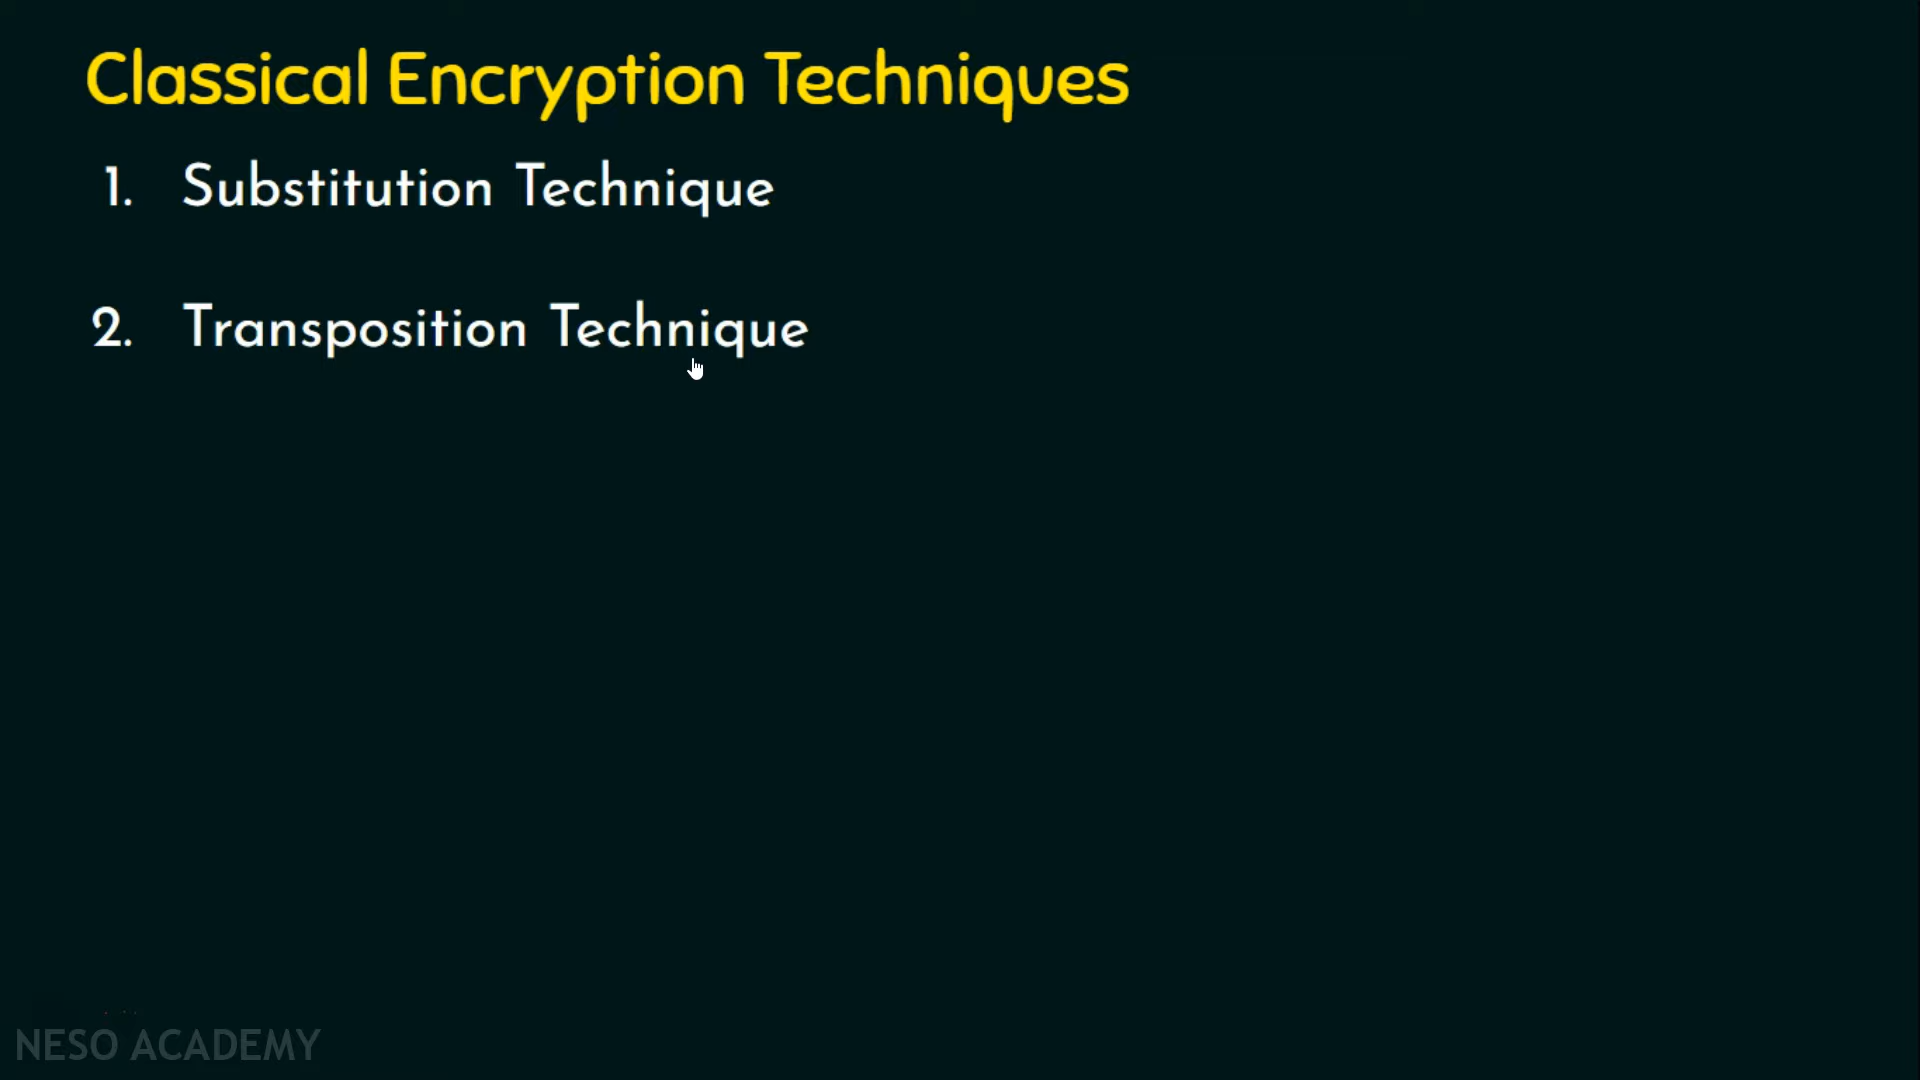 Classical Encryption Techniques
1. Substitution Technique
2. Transposition Technique
NESO ACADEMY